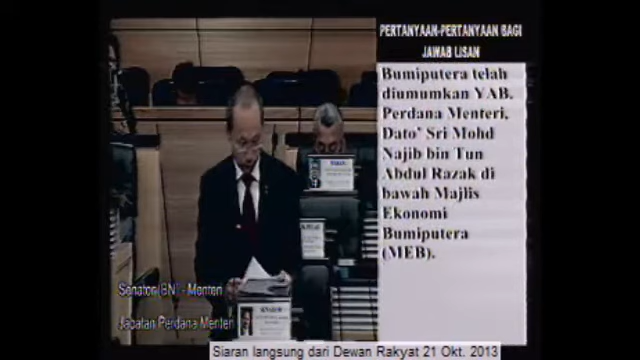 PERTANYAAN-PERTANYAAN BAGI
JAWAB LISAN
Bumiputera telah
diumumkan YAB.
Perdana Menteri,
Dato' Sri Mohd
Najib bin Tun
Abdul Razak di
bawah Majlis
Ekonomi
Bumiputera
(MEB).
Senator (BN) - Menteri
Jabatan Perdana Menteri
Siaran langsung dari Dewan Rakyat 21 Okt. 2013